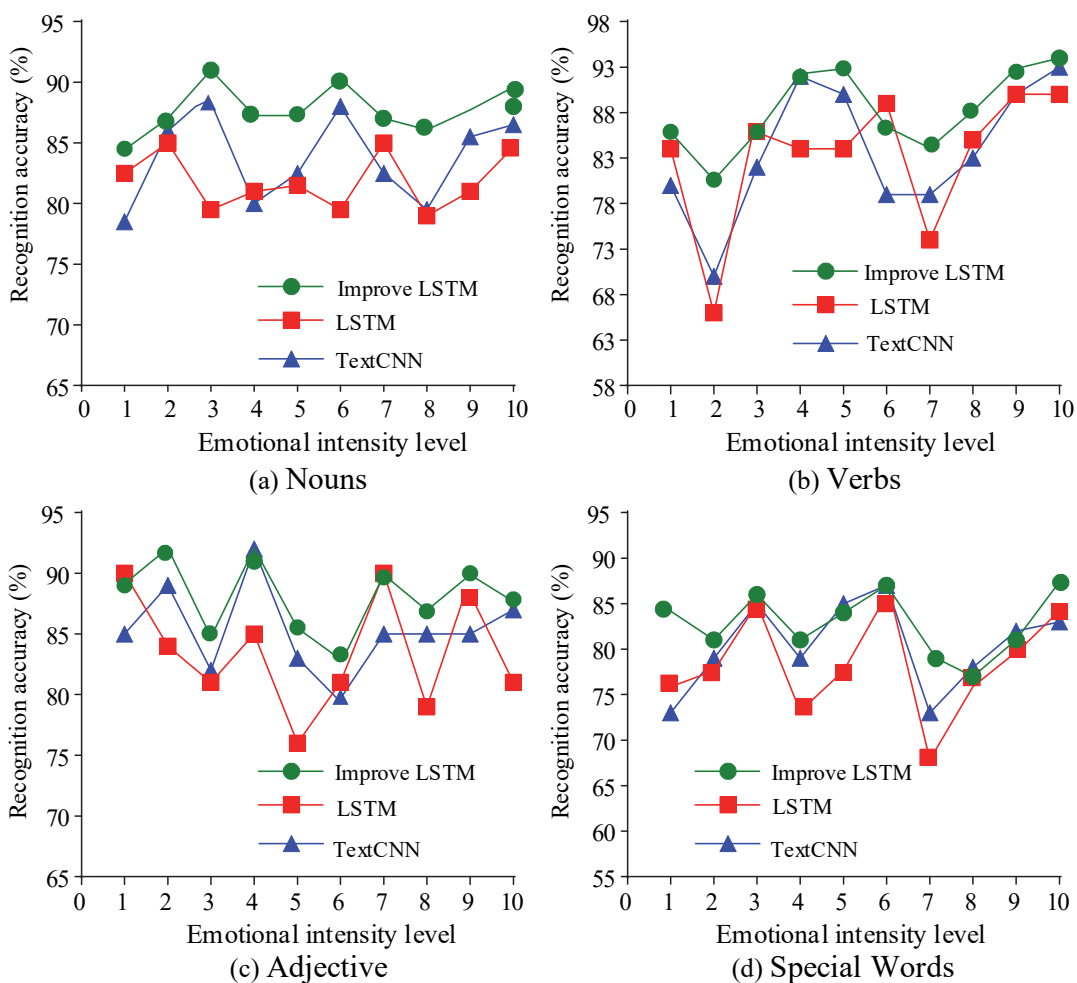 Recognition accuracy (%)
95
90
85
80
75
70
65
Improve LSTM
LSTM
TextCNN
0 1 2 3 4 5 6 7 8 9 10
Emotional intensity level
(a) Nouns
Recognition accuracy (%)
98
93
88
83
78
73
68
63
58
Improve LSTM
LSTM
TextCNN
0 1 2 3 4 5 6 7 8 9 10
Emotional intensity level
(b) Verbs
Recognition accuracy (%)
95
90
85
80
75
70
65
Improve LSTM
LSTM
TextCNN
0 1 2 3 4 5 6 7 8 9 10
Emotional intensity level
(c) Adjective
Recognition accuracy (%)
95
90
85
80
75
70
65
60
55
Improve LSTM
LSTM
TextCNN
0 1 2 3 4 5 6 7 8 9 10
Emotional intensity level
(d) Special Words